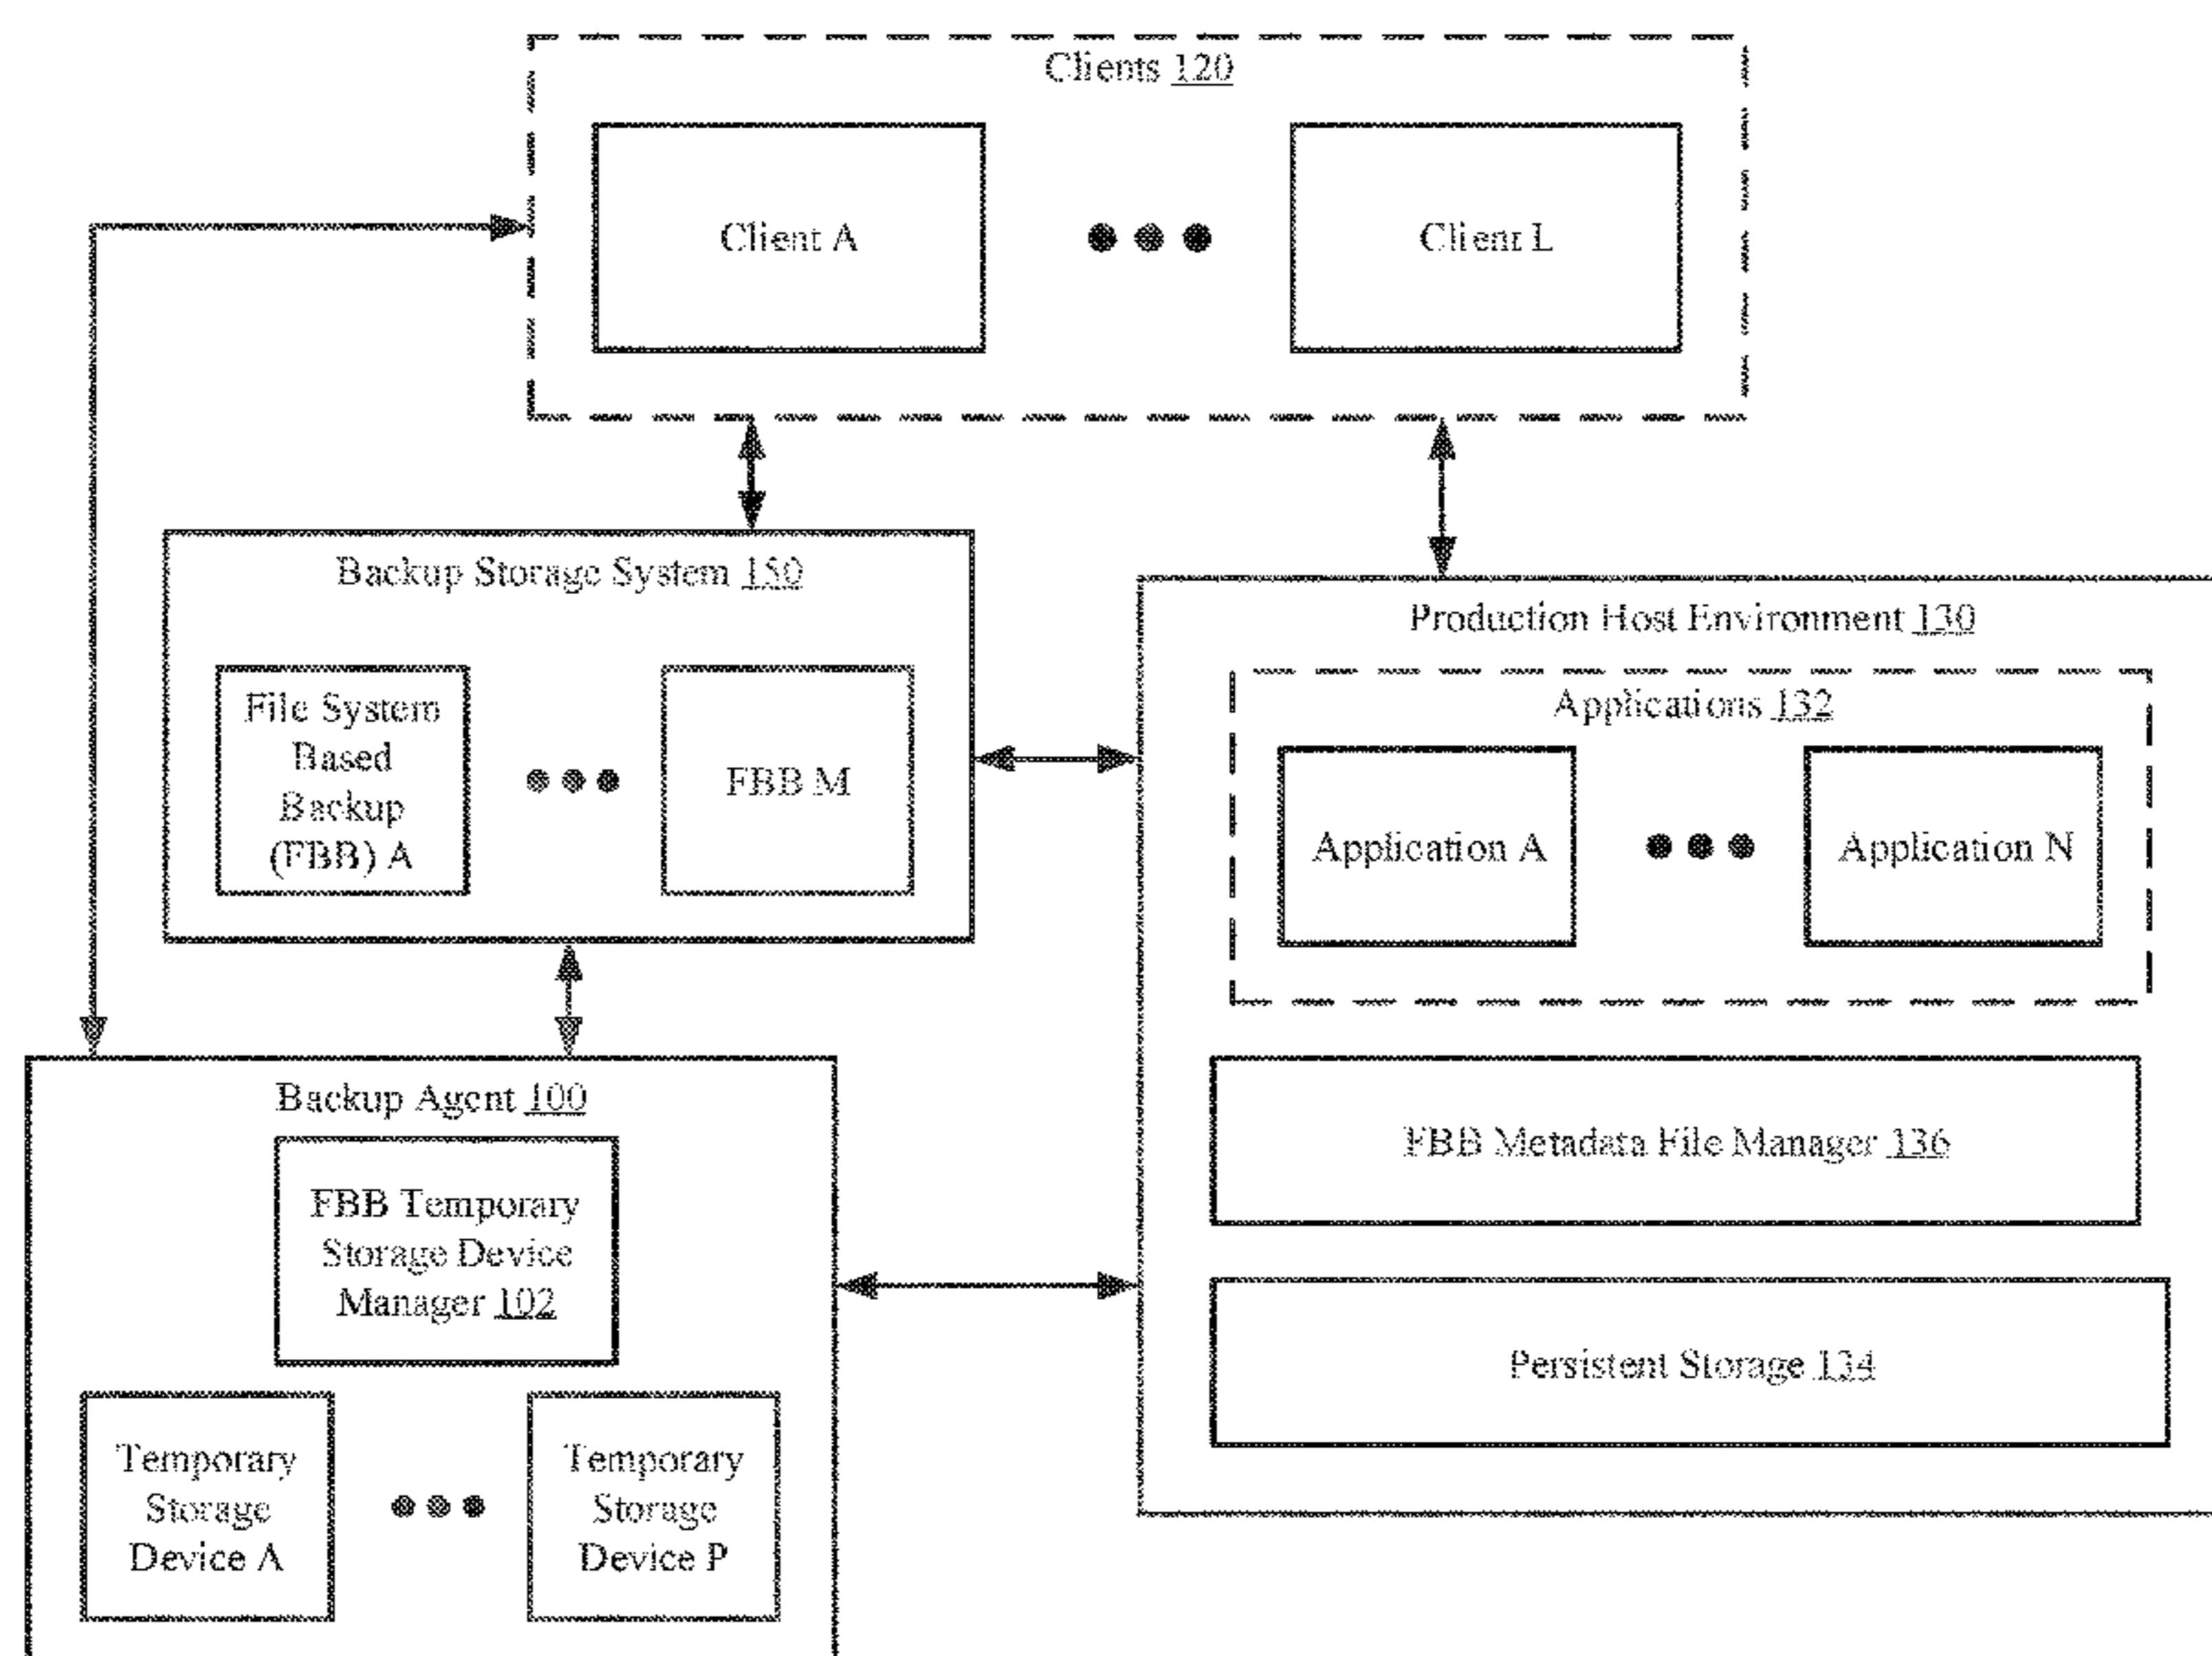 Clients 120
Client A
Client L
Backup Storage System 150
File System
Based
Backup
(FBB) A
FBB M
Production Host Environment 130
Applications 132
Application A
Application N
FBB Metadata File Manager 136
Persistent Storage 134
Backup Agent 100
FBB Temporary
Storage Device
Manager 102
Temporary
Storage
Device A
Temporary
Storage
Device P